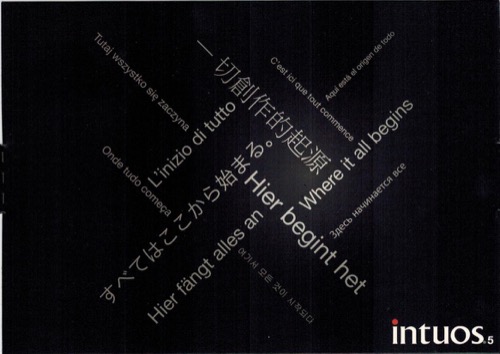 Tutaj wszystko się zaczyna
一切創作的起源
C'est ici que tout commence
Aquí está el origen de todo
L'inizio di tutto
Onde tudo começa
Where it all begins
すべてはここから始まる。
Hier begint het
Здесь начинается все
Hier fängt alles an
여기서 모든 것이 시작된다
intuos 5